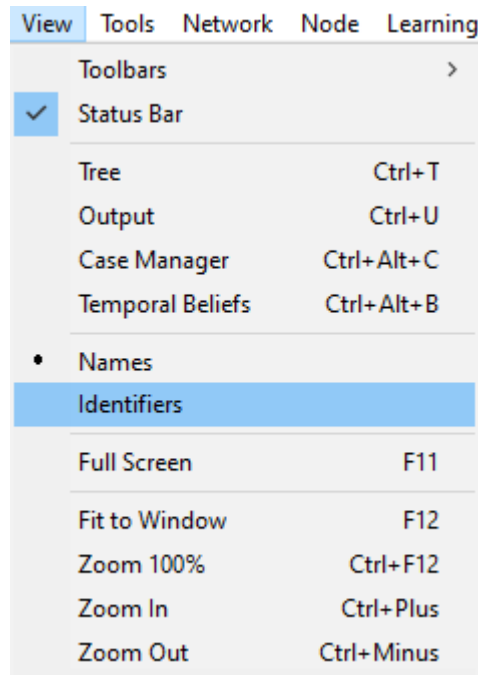 View Tools Network Node Learning
Toolbars >
Status Bar
Tree Ctrl+T
Output Ctrl+U
Case Manager Ctrl+Alt+C
Temporal Beliefs Ctrl+Alt+B
Names
Identifiers
Full Screen F11
Fit to Window F12
Zoom 100% Ctrl+F12
Zoom In Ctrl+Plus
Zoom Out Ctrl+Minus